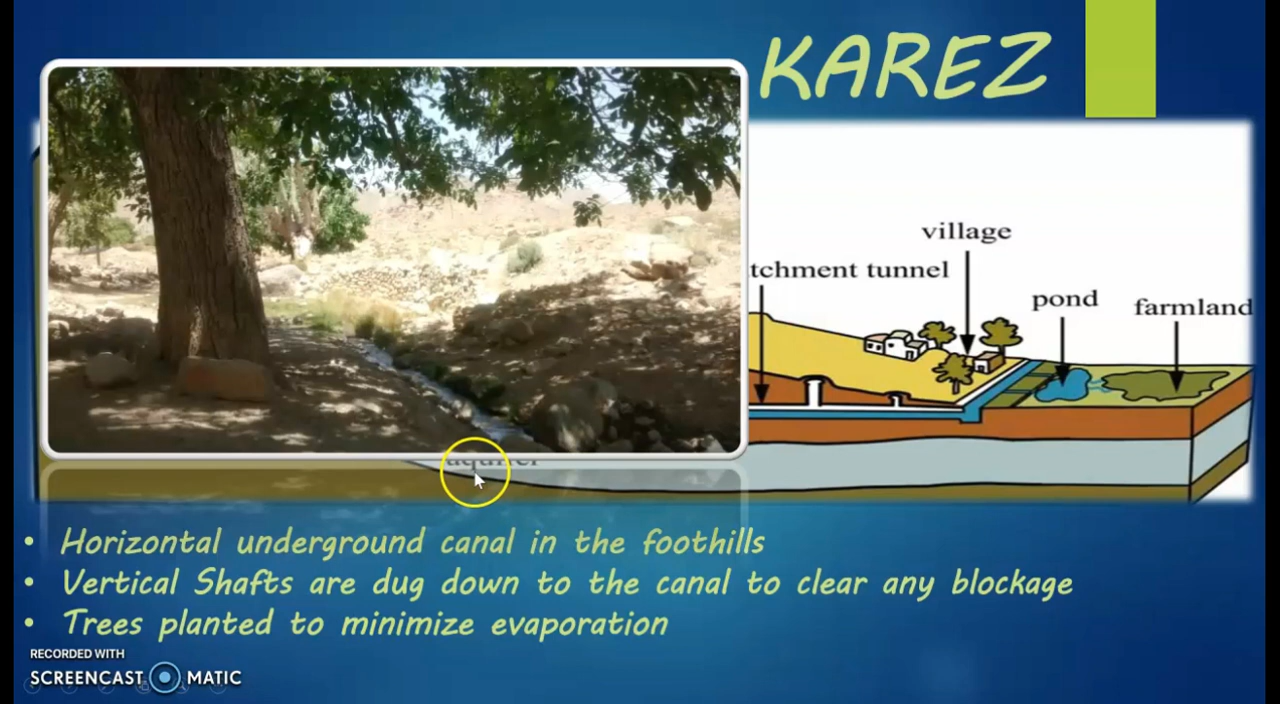 KAREZ
village
tchment tunnel
pond
farmland
• Horizontal underground canal in the foothills
• Vertical Shafts are dug down to the canal to clear any blockage
• Trees planted to minimize evaporation
RECORDED WITH
SCREENCAST MATIC